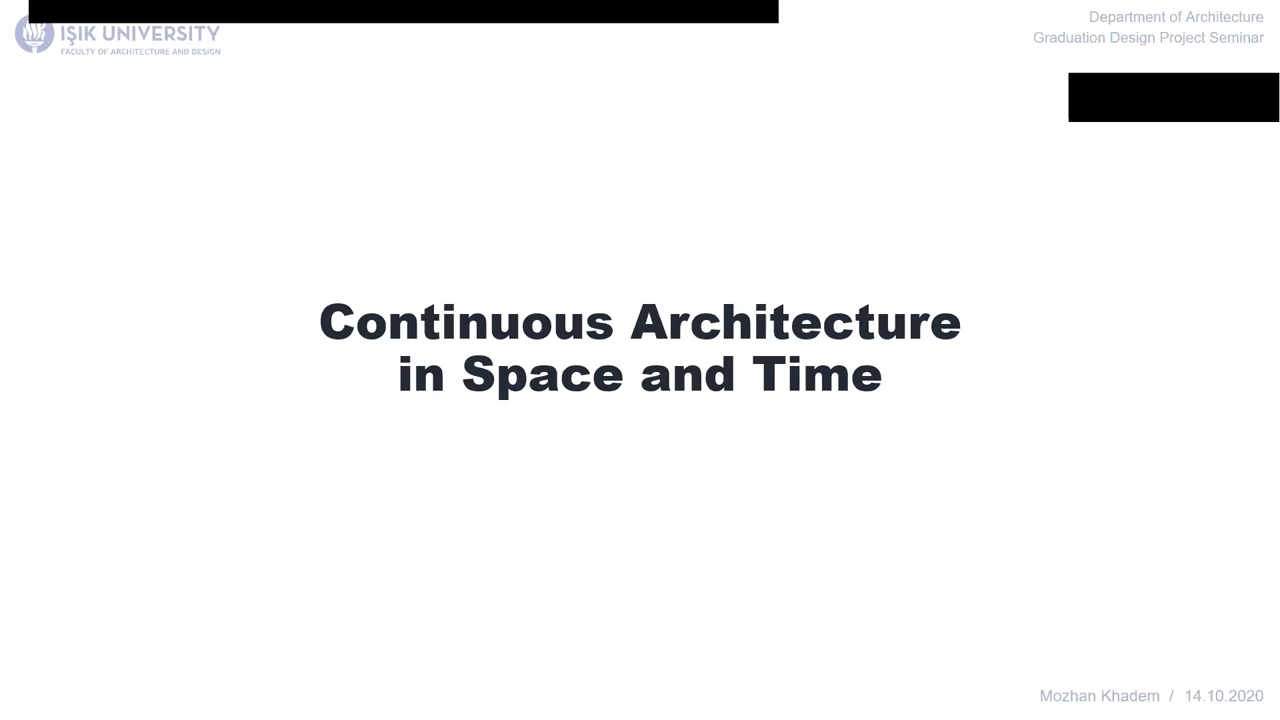 IŞIK UNIVERSITY
FACULTY OF ARCHITECTURE AND DESIGN
Department of Architecture
Graduation Design Project Seminar
Continuous Architecture
in Space and Time
Mozhan Khadem / 14.10.2020